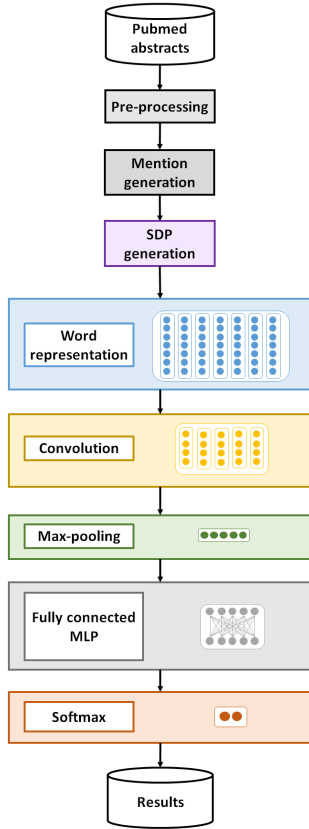 Pubmed
abstracts
Pre-processing
Mention
generation
SDP
generation
Word
representation
Convolution
Max-pooling
Fully connected
MLP
Softmax
Results